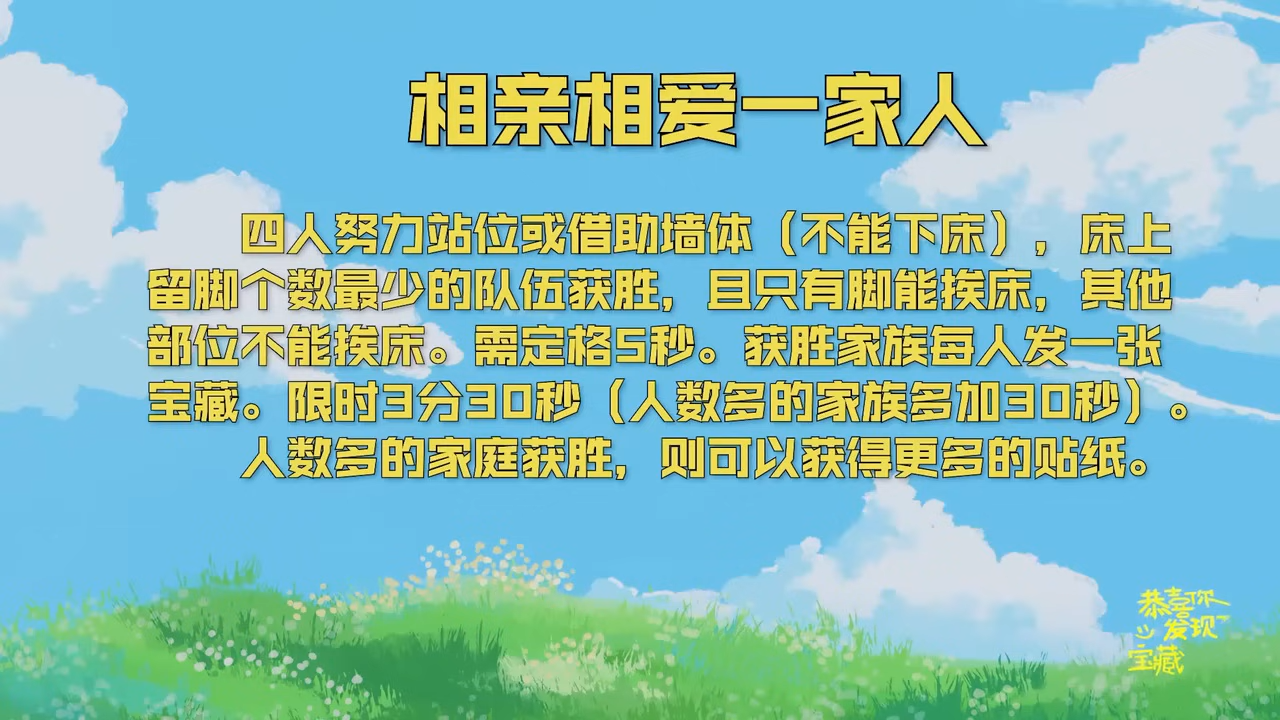 相亲相爱一家人
四人努力站位或借助墙体（不能下床），床上
留脚个数最少的队伍获胜，且只有脚能挨床，其他
部位不能挨床。需定格5秒。获胜家族每人发一张
宝藏。限时3分30秒（人数多的家族多加30秒）。
人数多的家庭获胜，则可以获得更多的贴纸。
恭喜你
发现
宝藏